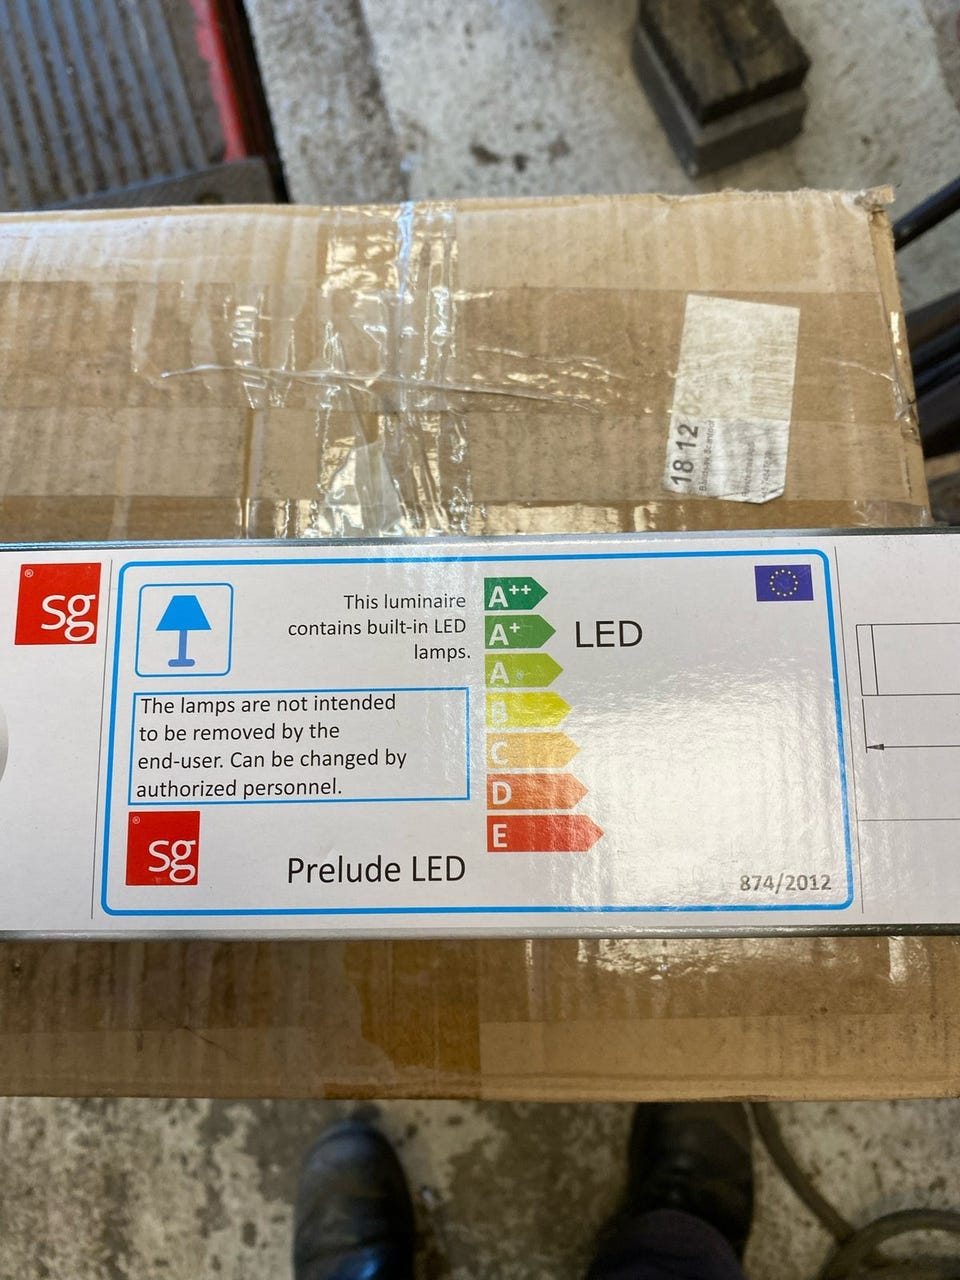 18 12 02
sg
This luminaire
contains built-in LED
lamps.
The lamps are not intended
to be removed by the
end-user. Can be changed by
authorized personnel.
sg
Prelude LED
A++
A+
A
B
C
D
E
LED
874/2012